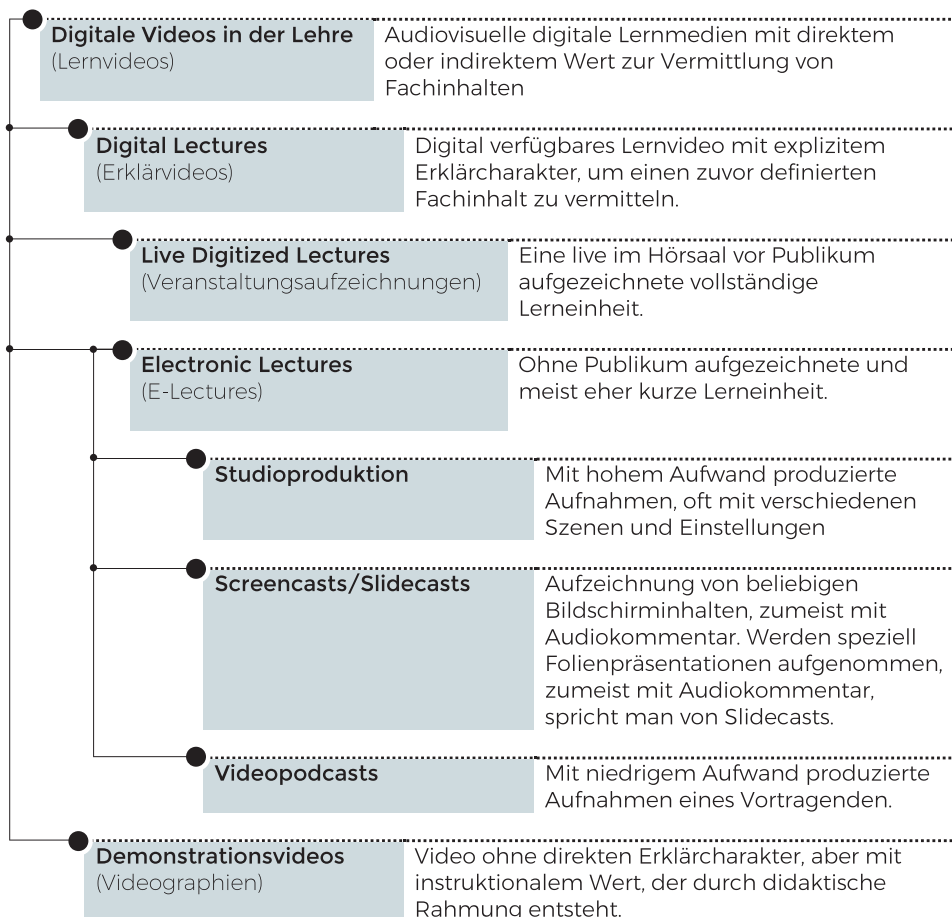 Digitale Videos in der Lehre
(Lernvideos)
Audiovisuelle digitale Lernmedien mit direktem
oder indirektem Wert zur Vermittlung von
Fachinhalten
Digital Lectures
(Erklärvideos)
Digital verfügbares Lernvideo mit explizitem
Erklärcharakter, um einen zuvor definierten
Fachinhalt zu vermitteln.
Live Digitized Lectures
(Veranstaltungsaufzeichnungen)
Eine live im Hörsaal vor Publikum
aufgezeichnete vollständige
Lerneinheit.
Electronic Lectures
(E-Lectures)
Ohne Publikum aufgezeichnete und
meist eher kurze Lerneinheit.
Studioproduktion
Mit hohem Aufwand produzierte
Aufnahmen, oft mit verschiedenen
Szenen und Einstellungen
Screencasts/Slidecasts
Aufzeichnung von beliebigen
Bildschirminhalten, zumeist mit
Audiokommentar. Werden speziell
Folienpräsentationen aufgenommen,
zumeist mit Audiokommentar,
spricht man von Slidecasts.
Videopodcasts
Mit niedrigem Aufwand produzierte
Aufnahmen eines Vortragenden.
Demonstrationsvideos
(Videographien)
Video ohne direkten Erklärcharakter, aber mit
instruktionalem Wert, der durch didaktische
Rahmung entsteht.